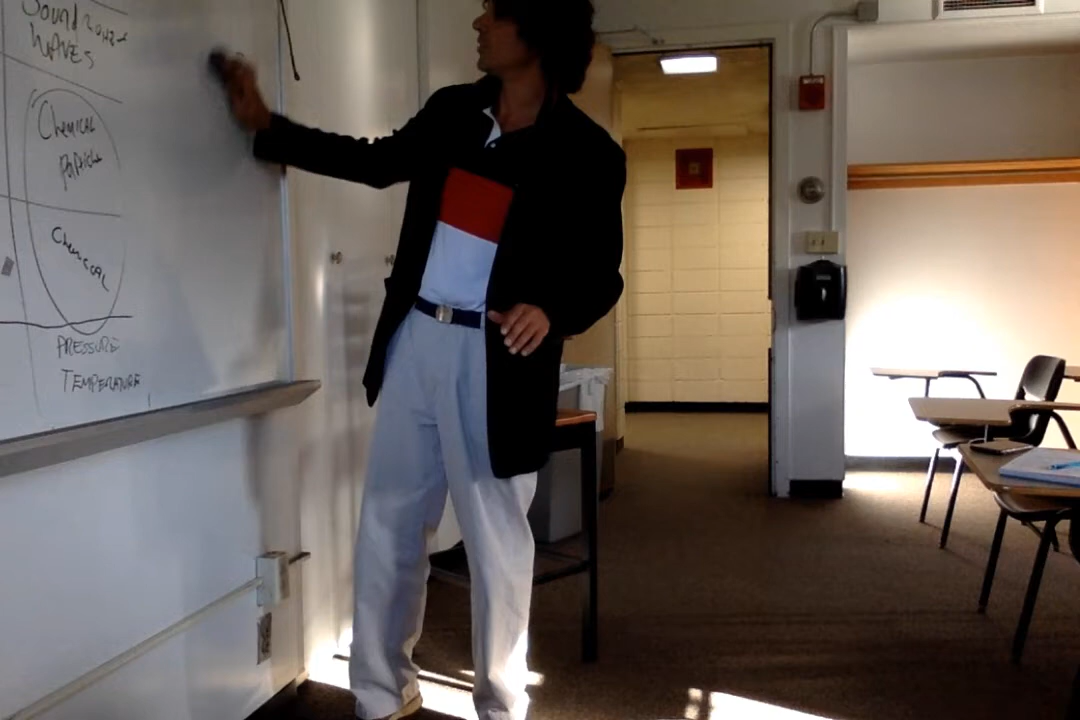 Sound
WAVES
CHEMICAL
Particle
Chemical
PRESSURE
TEMPERATURE